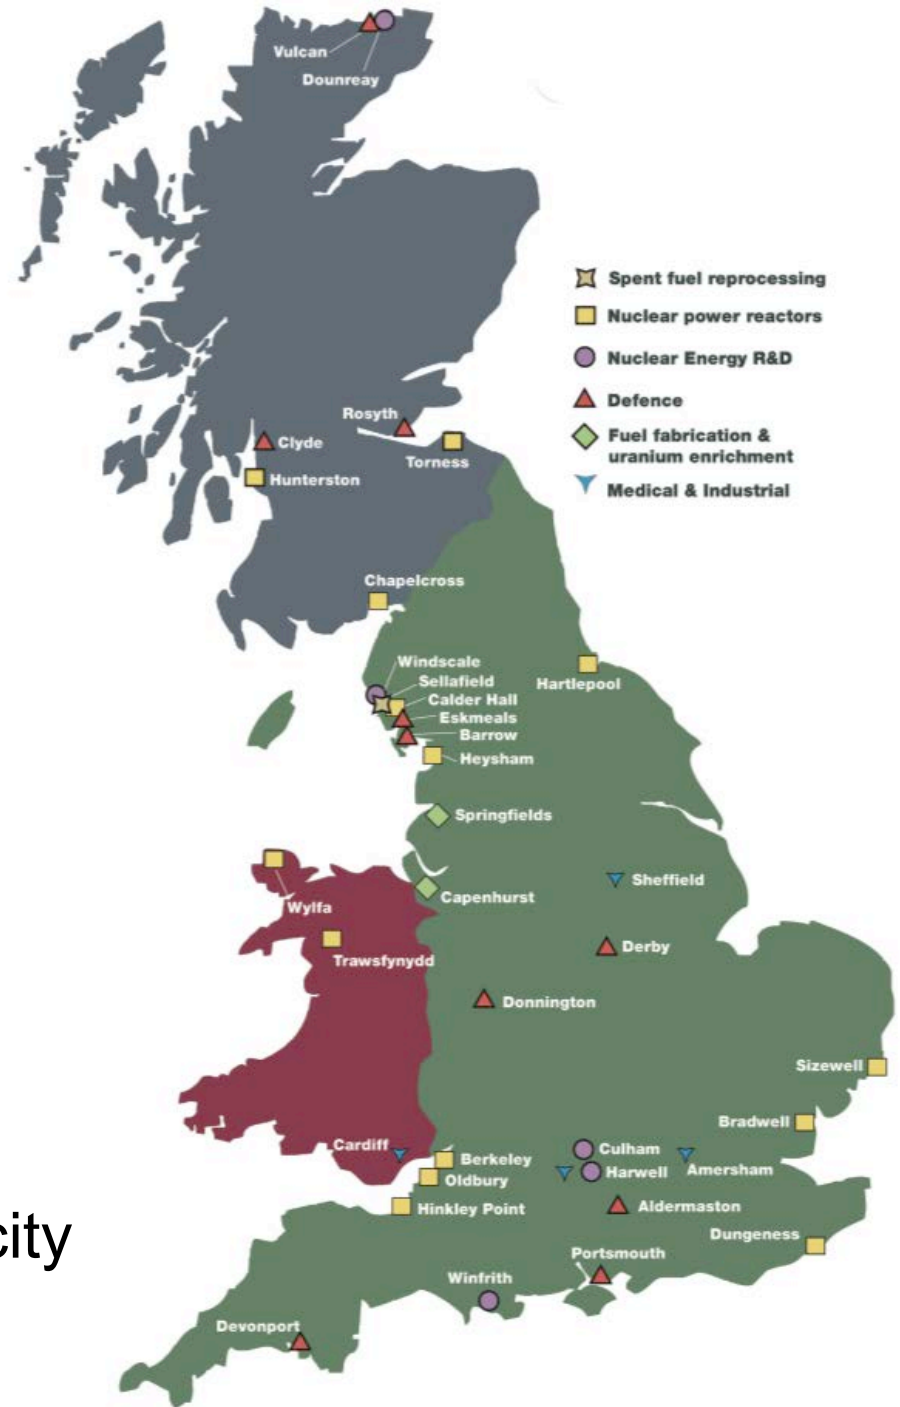 Vulcan
Dounreay
Spent fuel reprocessing
Nuclear power reactors
Nuclear Energy R&D
Defence
Fuel fabrication &
uranium enrichment
Medical & Industrial
Rosyth
Clyde
Torness
Hunterston
Chapelcross
Windscale
Sellafield
Hartlepool
Calder Hall
Eskmeals
Barrow
Heysham
Springfields
Sheffield
Capenhurst
Wylfa
Derby
Trawsfynydd
Donnington
Sizewell
Bradwell
Cardiff
Culham
Berkeley
Harwell
Amersham
Oldbury
Hinkley Point
Aldermaston
city
Dungeness
Portsmouth
Winfrith
Devonport